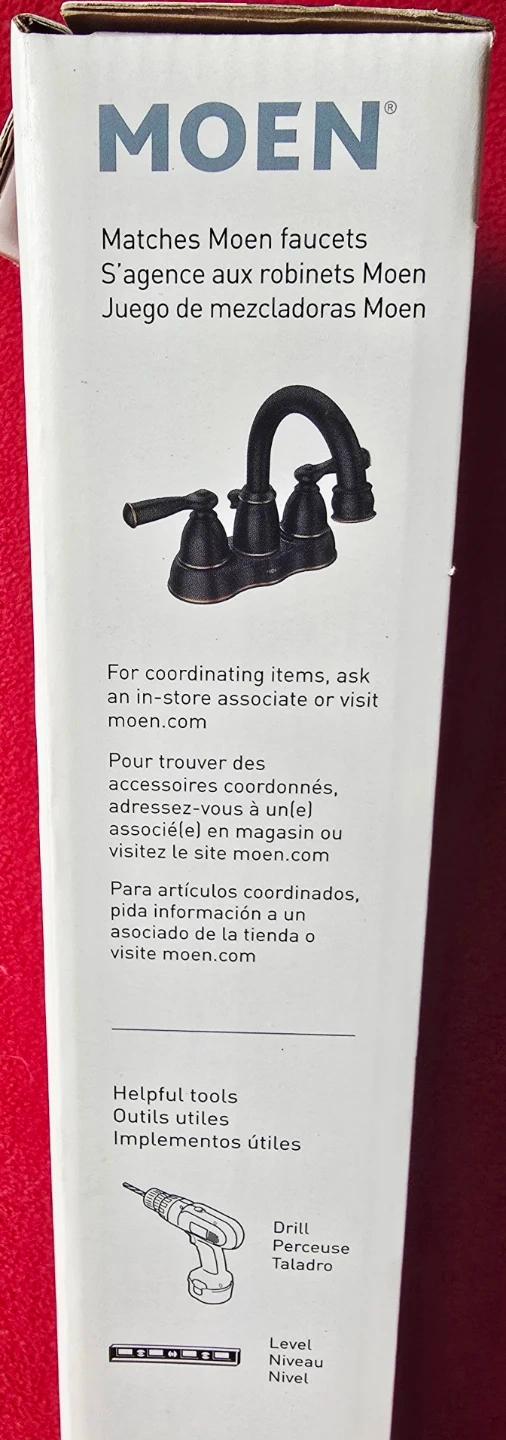 MOEN®
Matches Moen faucets
S'agence aux robinets Moen
Juego de mezcladoras Moen
For coordinating items, ask
an in-store associate or visit
moen.com
Pour trouver des
accessoires coordonnés,
adressez-vous à un(e)
associé(e) en magasin ou
visitez le site moen.com
Para artículos coordinados,
pida información a un
asociado de la tienda o
visite moen.com
Helpful tools
Outils utiles
Implementos útiles
Drill
Perceuse
Taladro
Level
Niveau
Nivel